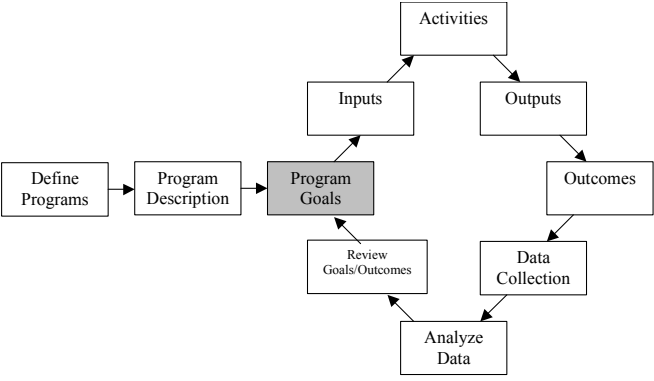 Activities
Inputs
Outputs
Define
Programs
Program
Description
Program
Goals
Outcomes
Review
Goals/Outcomes
Data
Collection
Analyze
Data